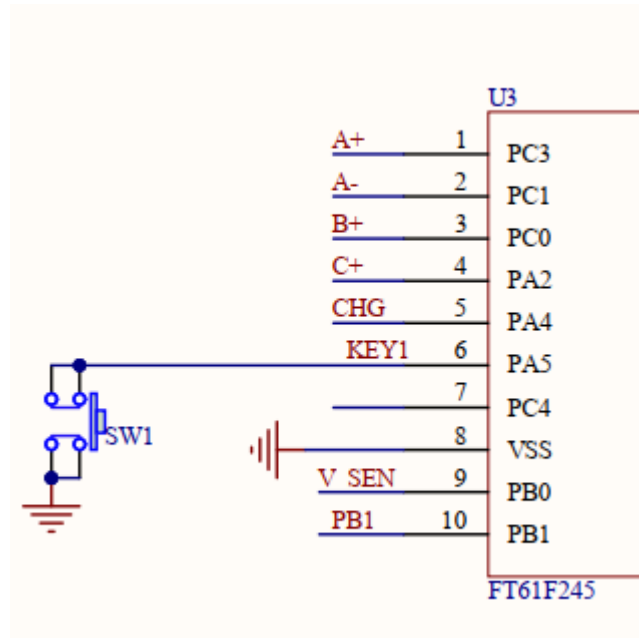 U3
A+ 1 PC3
A- 2 PC1
B+ 3 PC0
C+ 4 PA2
CHG 5 PA4
KEY1 6 PA5
7 PC4
SW1
8 VSS
V_SEN 9 PB0
PB1 10 PB1
FT61F245